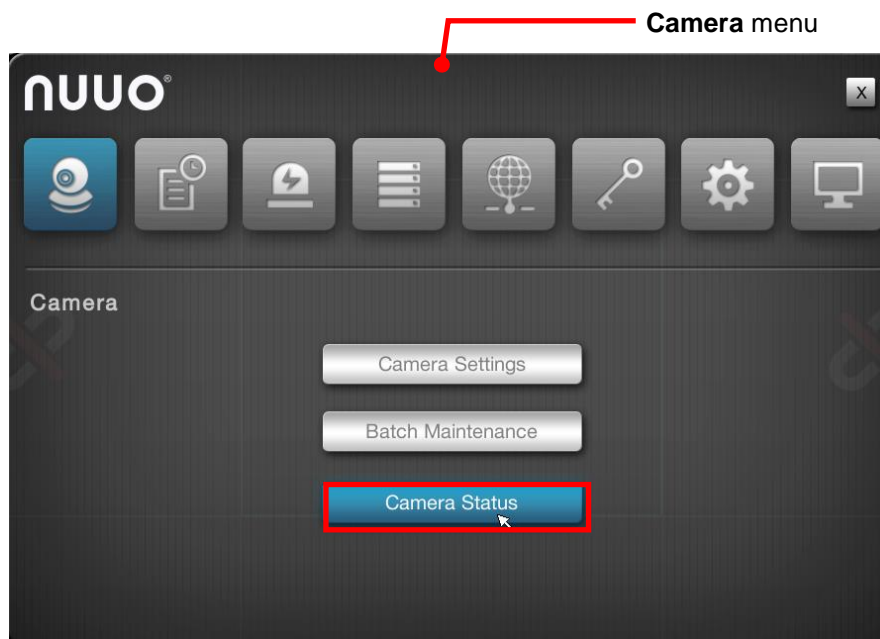 Camera menu
nuuo®
X
Camera
Camera Settings
Batch Maintenance
Camera Status